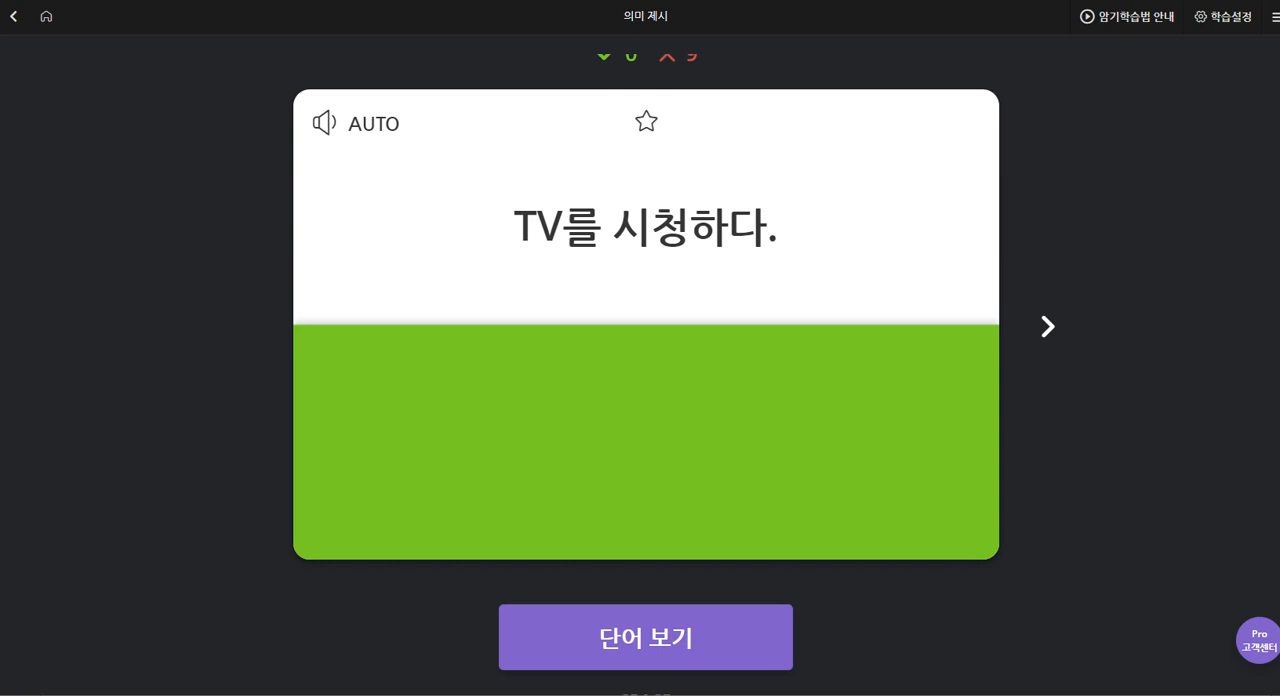 의미 제시
암기학습법 안내
학습설정
AUTO
TV를 시청하다.
단어 보기
Pro
고객센터